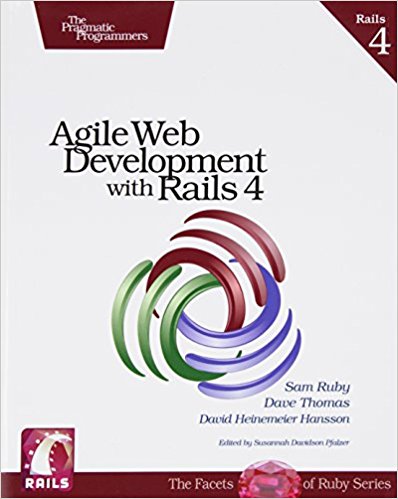 The
Pragmatic
Programmers
Rails
4
Agile Web
Development
with Rails 4
Sam Ruby
Dave Thomas
David Heinemeier Hansson
Edited by Susannah Davidson Pfalzer
RAILS
The Facets of Ruby Series